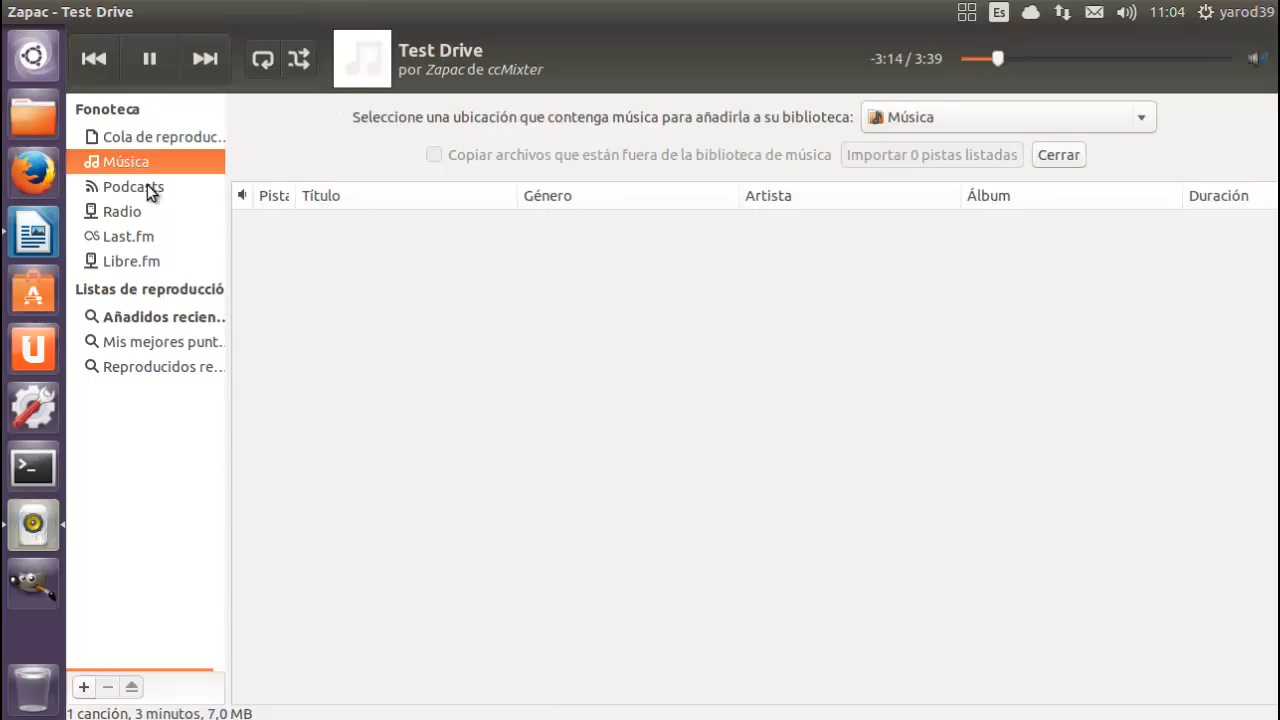 Zapac - Test Drive
Es
11:04
yarod39
Test Drive
por Zapac de ccMixter
-3:14 / 3:39
Fonoteca
Cola de reproduc...
Música
Podcasts
Radio
Last.fm
Libre.fm
Listas de reproducció
Añadidos recien...
Mis mejores punt...
Reproducidos re...
Seleccione una ubicación que contenga música para añadirla a su biblioteca:
Música
Copiar archivos que están fuera de la biblioteca de música
Importar 0 pistas listadas
Cerrar
Pista Título Género Artista Álbum Duración
1 canción, 3 minutos, 7,0 MB